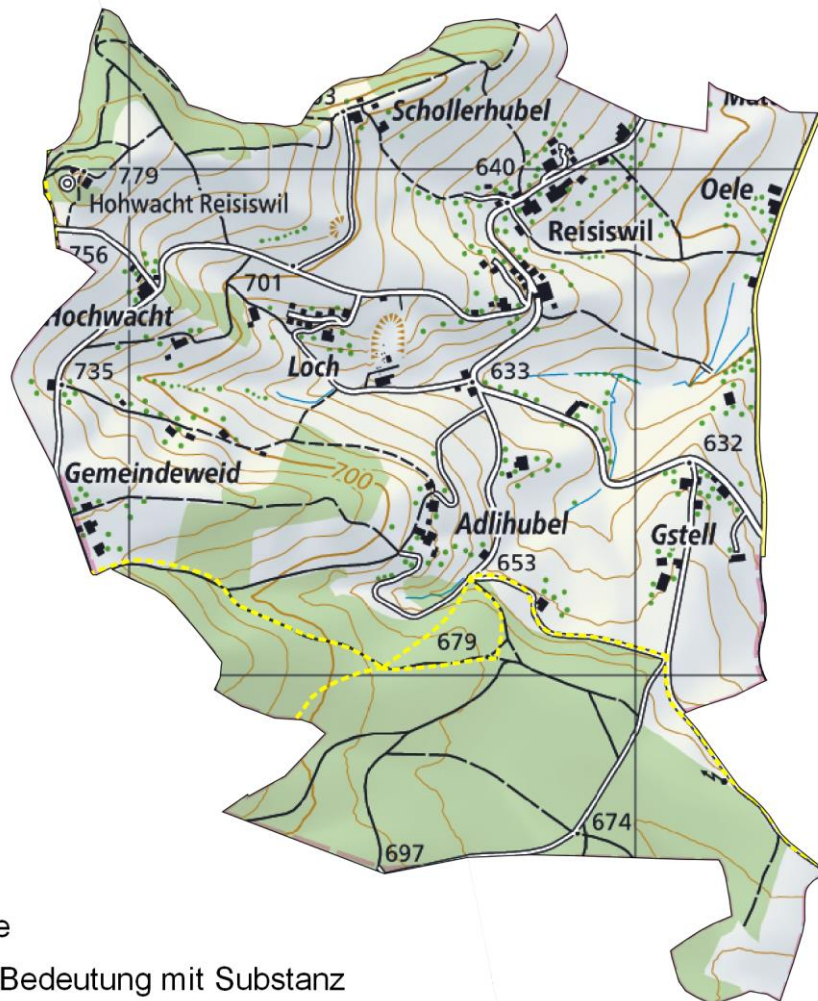 Schollerhubel
640
779
Oele
Hohwacht Reisiswil
Reisiswil
756
701
Hochwacht
Loch
735
633
632
700
Gemeindeweid
Adlihubel
Gstell
653
679
674
697
Bedeutung mit Substanz